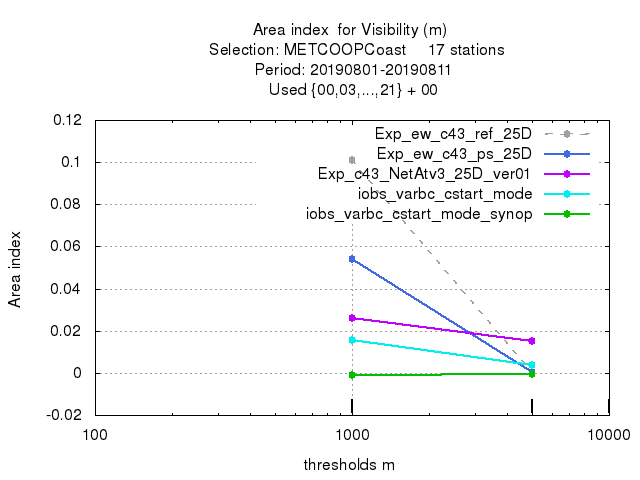 Area index  for Visibility (m)
Selection: METCOOPCoast     17 stations
Period: 20190801-20190811
Used {00,03,...,21} + 00
0.12
0.1
0.08
0.06
0.04
0.02
0
-0.02
Area index
Exp_ew_c43_ref_25D
Exp_ew_c43_ps_25D
Exp_c43_NetAtv3_25D_ver01
iobs_varbc_cstart_mode
iobs_varbc_cstart_mode_synop
100 1000 10000
thresholds m